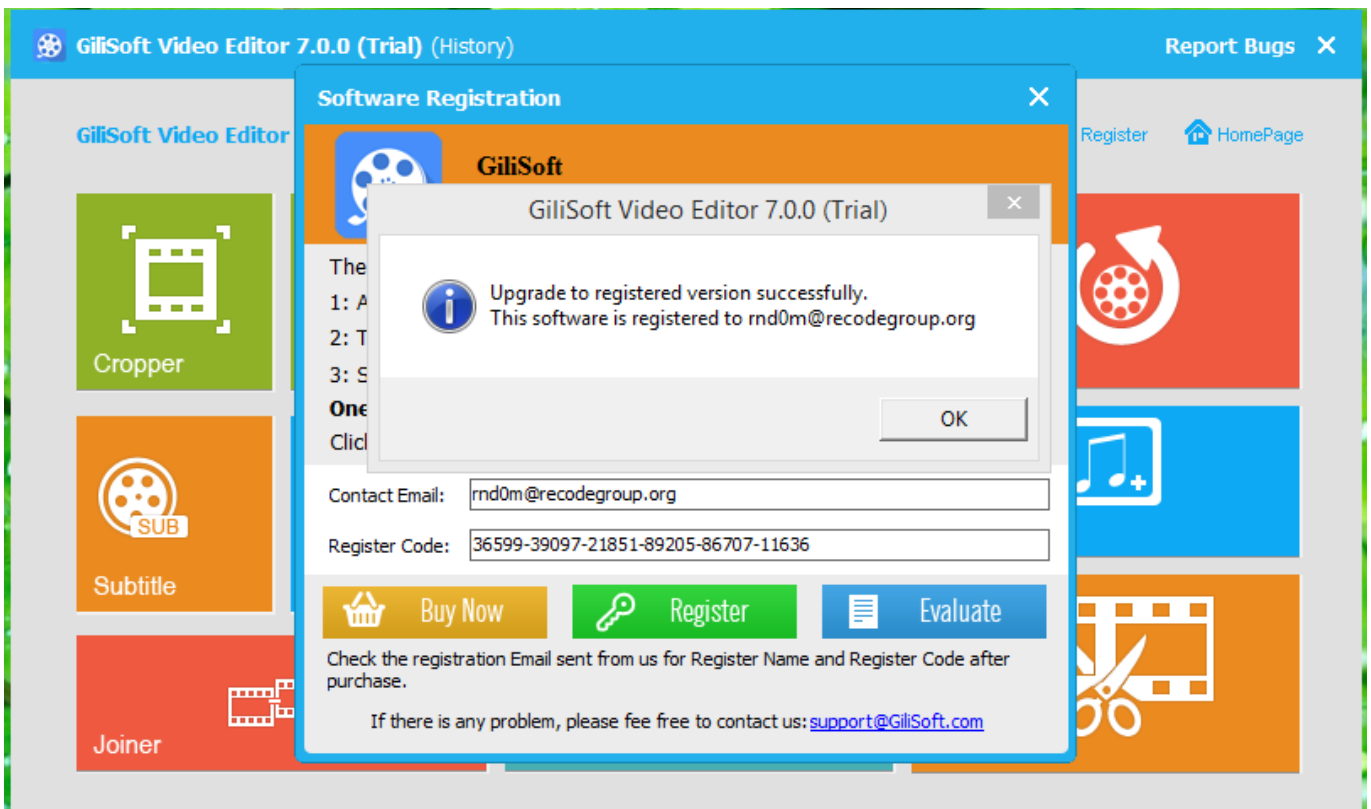 GiliSoft Video Editor 7.0.0 (Trial) (History)
Report Bugs
Software Registration
GiliSoft Video Editor
Register
HomePage
GiliSoft
GiliSoft Video Editor 7.0.0 (Trial)
The
1: A
2: T
3: S
One
Upgrade to registered version successfully.
This software is registered to rnd0m@recodegroup.org
OK
Cropper
Contact Email:
rnd0m@recodegroup.org
Register Code:
36599-39097-21851-89205-86707-11636
SUB
Subtitle
Buy Now
Register
Evaluate
Check the registration Email sent from us for Register Name and Register Code after
purchase.
If there is any problem, please fee free to contact us: support@GiliSoft.com
Joiner